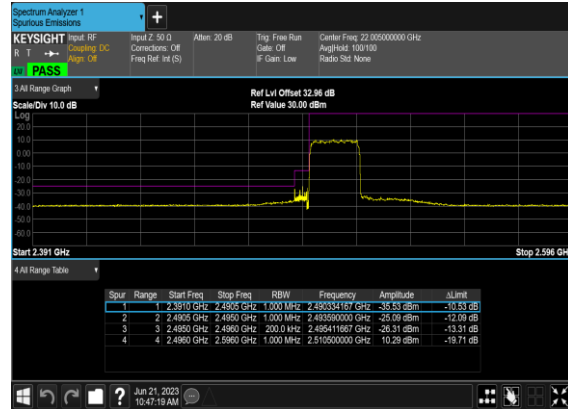 Spectrum Analyzer 1
Spurious Emissions
KEYSIGHT Input: RF Input Z: 50 Ω Atten: 20 dB Trig: Free Run Center Freq: 22.005000000 GHz
R T Coupling: DC Corrections: Off Gate: Off Avg|Hold: 100/100
Align: Off Freq Ref: Int (S) IF Gain: Low Radio Std: None
PASS
3 All Range Graph
Ref Lvl Offset 32.96 dB
Scale/Div 10.0 dB Ref Value 30.00 dBm
Log
20.0
10.0
0.00
-10.0
-20.0
-30.0
-40.0
-50.0
-60.0
Start 2.391 GHz Stop 2.596 GH
4 All Range Table
Spur Range Start Freq Stop Freq RBW Frequency Amplitude ΔLimit
1 1 2.3910 GHz 2.4905 GHz 1.000 MHz 2.490334167 GHz -35.53 dBm -10.53 dB
2 2 2.4905 GHz 2.4950 GHz 1.000 MHz 2.493590000 GHz -25.09 dBm -12.09 dB
3 3 2.4950 GHz 2.4960 GHz 200.0 kHz 2.495411667 GHz -26.31 dBm -13.31 dB
4 4 2.4960 GHz 2.5960 GHz 1.000 MHz 2.510500000 GHz 10.29 dBm -19.71 dB
? Jun 21, 2023
10:47:19 AM